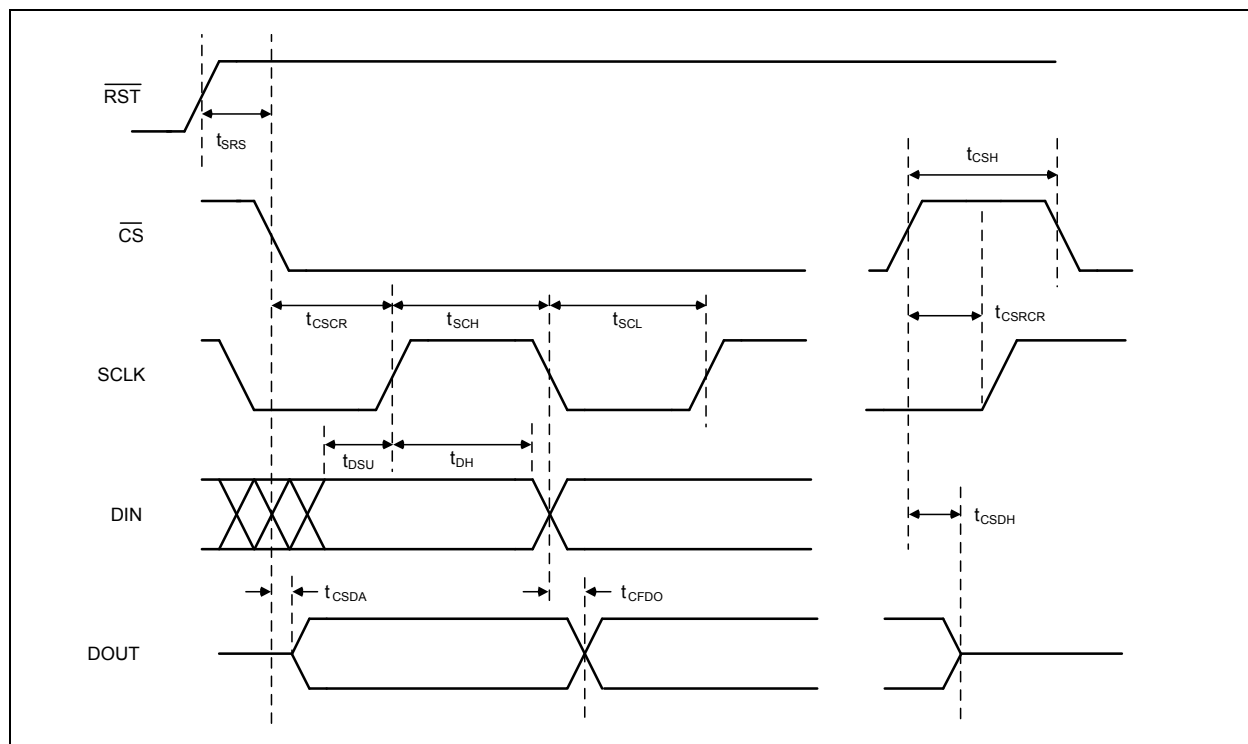 RST
tSRS
tCSH
CS
tCSCR
tSCH
tSCL
tCSRCR
SCLK
tDSU
tDH
DIN
tCSDH
tCSDA
tCFDO
DOUT